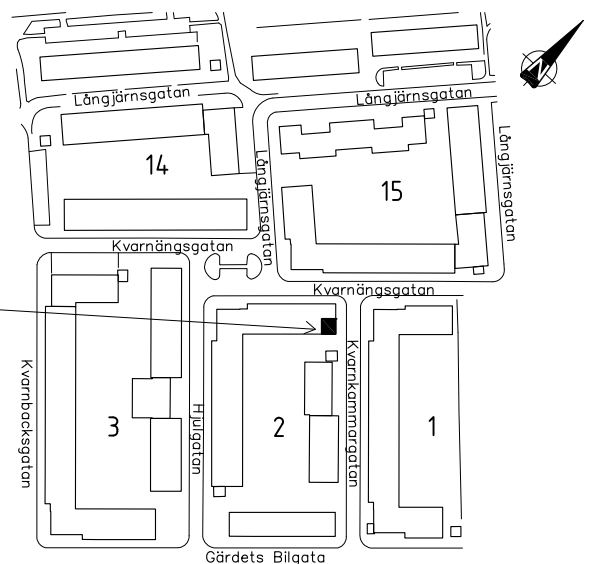 N
Långjärnsgatan
Långjärnsgatan
14
Långjärnsgatan
15
Långjärnsgatan
Kvarnängsgatan
Kvarnängsgatan
Kvarnbacksgatan
3
Hjulgatan
2
Kvarnkammargatan
1
Gärdets Bilgata